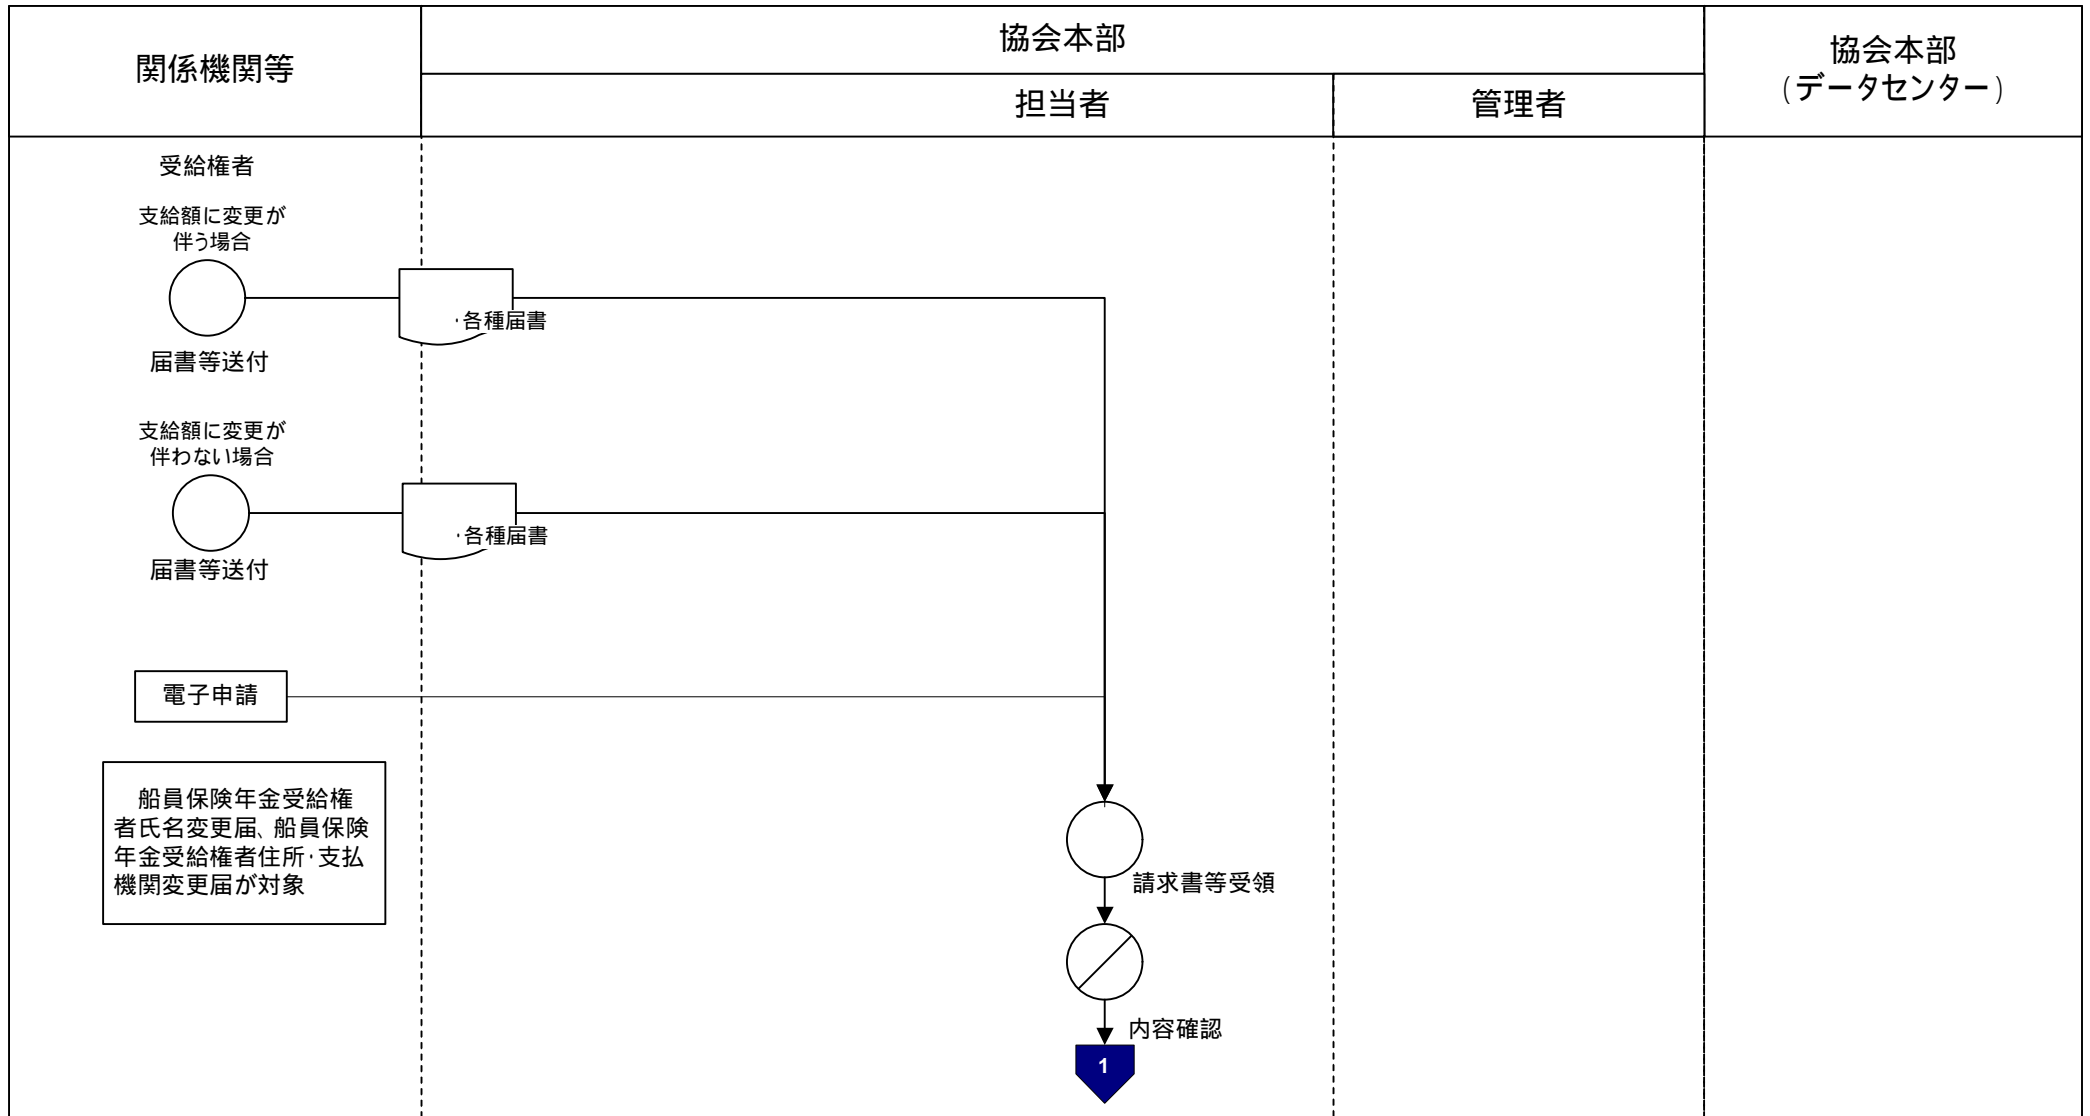 関係機関等
協会本部
担当者
管理者
協会本部
(データセンター)
受給権者
支給額に変更が
伴う場合
・各種届書
届書等送付
支給額に変更が
伴わない場合
・各種届書
届書等送付
電子申請
船員保険年金受給権
者氏名変更届、船員保険
年金受給権者住所・支払
機関変更届が対象
請求書等受領
内容確認
1